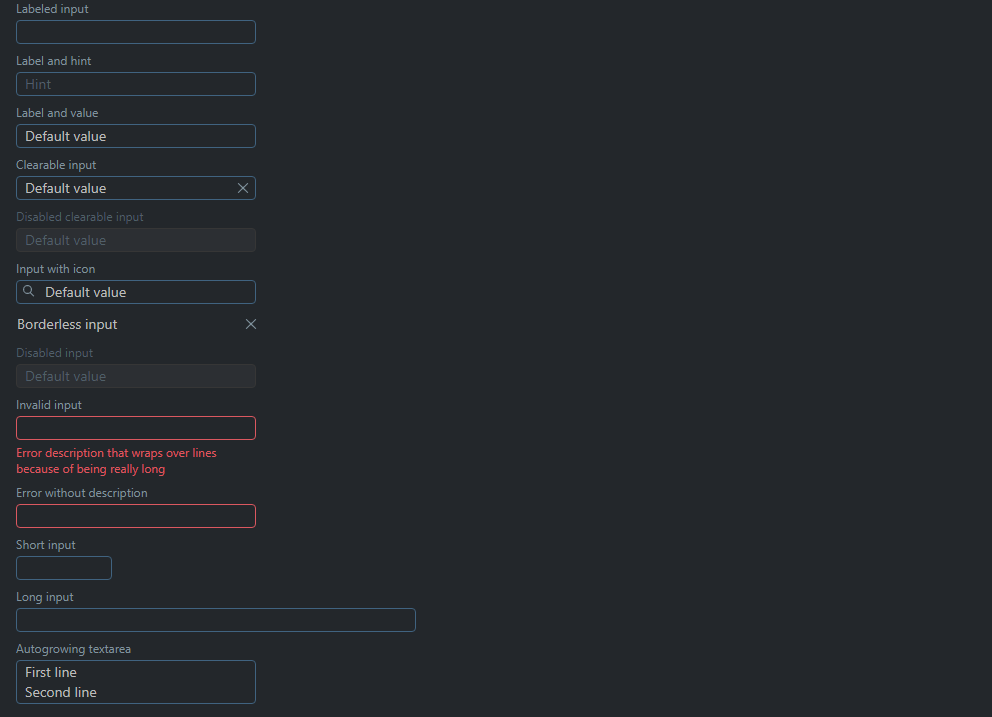 Labeled input
Label and hint
Hint
Label and value
Default value
Clearable input
Default value
Disabled clearable input
Default value
Input with icon
Default value
Borderless input
Disabled input
Default value
Invalid input
Error description that wraps over lines
because of being really long
Error without description
Short input
Long input
Autogrowing textarea
First line
Second line